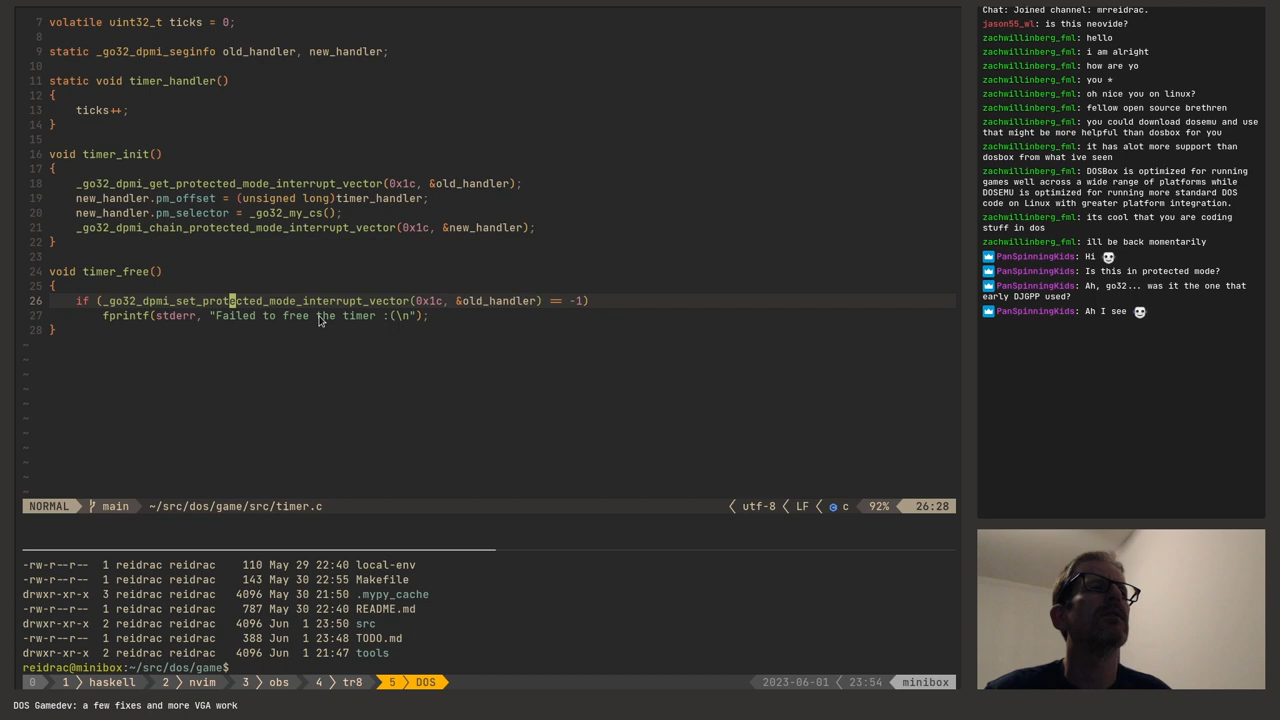 7 volatile uint32_t ticks = 0;
8
9 static _go32_dpmi_seginfo old_handler, new_handler;
10
11 static void timer_handler()
12 {
13 ticks++;
14 }
15
16 void timer_init()
17 {
18 _go32_dpmi_get_protected_mode_interrupt_vector(0x1c, &old_handler);
19 new_handler.pm_offset = (unsigned long)timer_handler;
20 new_handler.pm_selector = _go32_my_cs();
21 _go32_dpmi_chain_protected_mode_interrupt_vector(0x1c, &new_handler);
22 }
23
24 void timer_free()
25 {
26 if (_go32_dpmi_set_protected_mode_interrupt_vector(0x1c, &old_handler) == -1)
27 fprintf(stderr, "Failed to free the timer :(\n");
28 }
~
~
~
~
~
~
~
~
~
~
~
NORMAL main ~/src/dos/game/src/timer.c utf-8 LF c 92% 26:28
-rw-r--r-- 1 reidrac reidrac 110 May 29 22:40 local-env
-rw-r--r-- 1 reidrac reidrac 143 May 30 22:55 Makefile
drwxr-xr-x 3 reidrac reidrac 4096 May 30 21:50 .mypy_cache
-rw-r--r-- 1 reidrac reidrac 787 May 30 22:40 README.md
drwxr-xr-x 2 reidrac reidrac 4096 Jun 1 23:50 src
-rw-r--r-- 1 reidrac reidrac 388 Jun 1 23:48 TODO.md
drwxr-xr-x 2 reidrac reidrac 4096 Jun 1 21:47 tools
reidrac@minibox:~/src/dos/game$
0 1 haskell 2 nvim 3 obs 4 tr8 5 DOS 2023-06-01 23:54 minibox
DOS Gamedev: a few fixes and more VGA work
Chat: Joined channel: mrreidrac.
jason55_wl: is this neovide?
zachwillinberg_fml: hello
zachwillinberg_fml: i am alright
zachwillinberg_fml: how are yo
zachwillinberg_fml: you *
zachwillinberg_fml: oh nice you on linux?
zachwillinberg_fml: fellow open source brethren
zachwillinberg_fml: you could download dosemu and use
that might be more helpful than dosbox for you
zachwillinberg_fml: it has alot more support than
dosbox from what ive seen
zachwillinberg_fml: DOSBox is optimized for running
games well across a wide range of platforms while
DOSEMU is optimized for running more standard DOS
code on Linux with greater platform integration.
zachwillinberg_fml: its cool that you are coding
stuff in dos
zachwillinberg_fml: ill be back momentarily
PanSpinningKids: Hi
PanSpinningKids: Is this in protected mode?
PanSpinningKids: Ah, go32... was it the one that
early DJGPP used?
PanSpinningKids: Ah I see